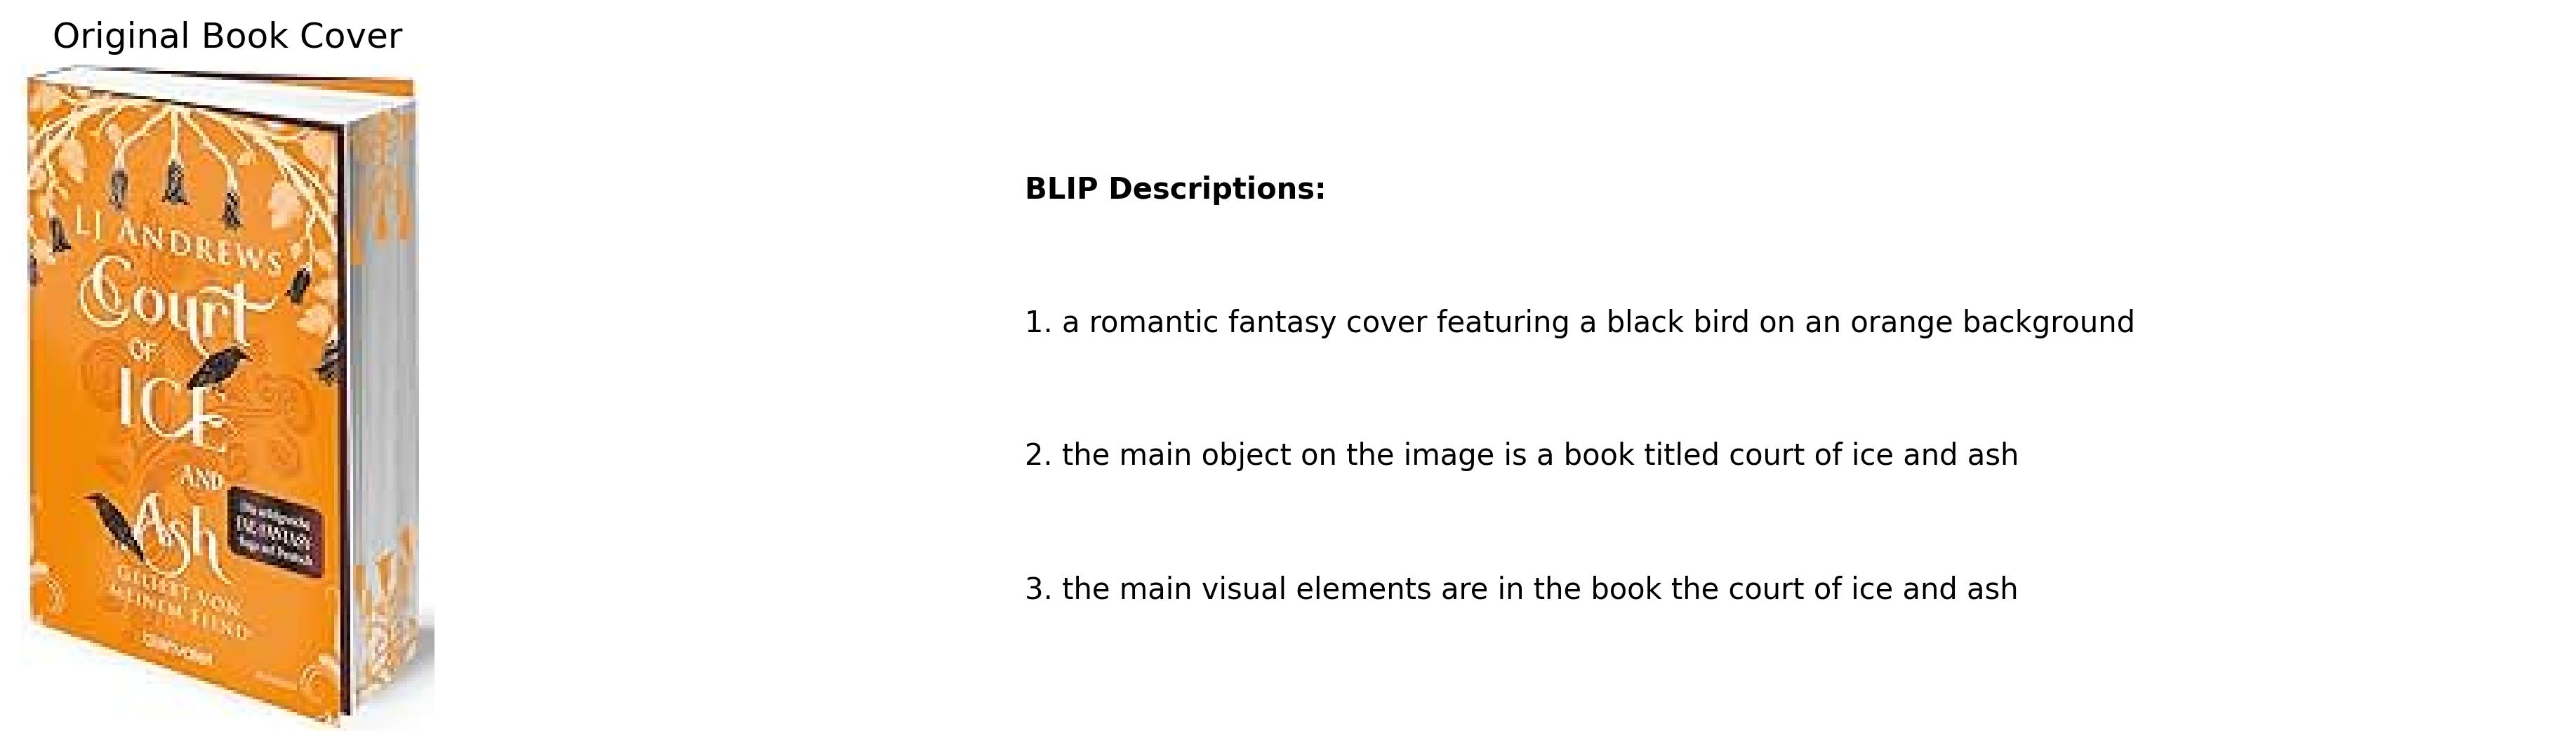 Original Book Cover
LJ ANDREWS
Court
OF
ICE
AND
Ash
GELIEBT VON
MEINEM FEIND
blanvalet
BLIP Descriptions:
1. a romantic fantasy cover featuring a black bird on an orange background
2. the main object on the image is a book titled court of ice and ash
3. the main visual elements are in the book the court of ice and ash